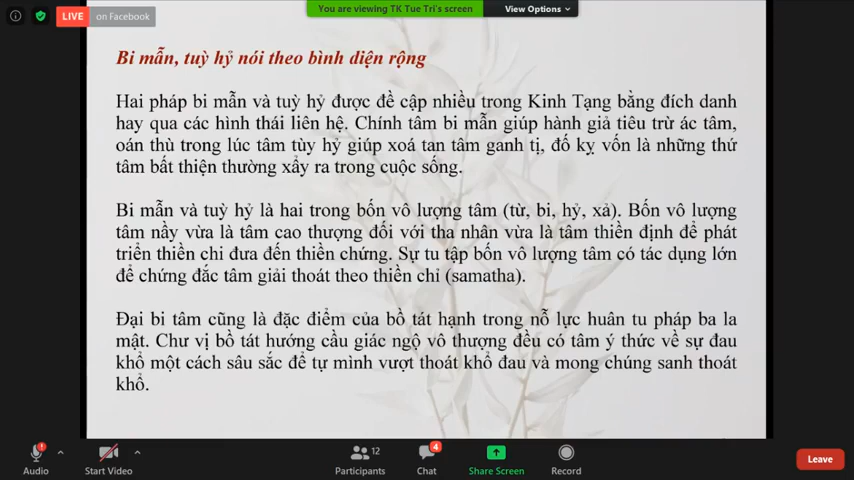 LIVE on Facebook
You are viewing TK Tue Tri's screen
View Options
Bi mẫn, tuỳ hỷ nói theo bình diện rộng
Hai pháp bi mẫn và tuỳ hỷ được đề cập nhiều trong Kinh Tạng bằng đích danh
hay qua các hình thái liên hệ. Chính tâm bi mẫn giúp hành giả tiêu trừ ác tâm,
oán thù trong lúc tâm tùy hỷ giúp xoá tan tâm ganh tị, đố kỵ vốn là những thứ
tâm bất thiện thường xẩy ra trong cuộc sống.
Bi mẫn và tuỳ hỷ là hai trong bốn vô lượng tâm (từ, bi, hỷ, xả). Bốn vô lượng
tâm nầy vừa là tâm cao thượng đối với tha nhân vừa là tâm thiền định để phát
triển thiền chi đưa đến thiền chứng. Sự tu tập bốn vô lượng tâm có tác dụng lớn
để chứng đắc tâm giải thoát theo thiền chỉ (samatha).
Đại bi tâm cũng là đặc điểm của bồ tát hạnh trong nỗ lực huân tu pháp ba la
mật. Chư vị bồ tát hướng cầu giác ngộ vô thượng đều có tâm ý thức về sự đau
khổ một cách sâu sắc để tự mình vượt thoát khổ đau và mong chúng sanh thoát
khổ.
12
4
Audio
Start Video
Participants
Chat
Share Screen
Record
Leave